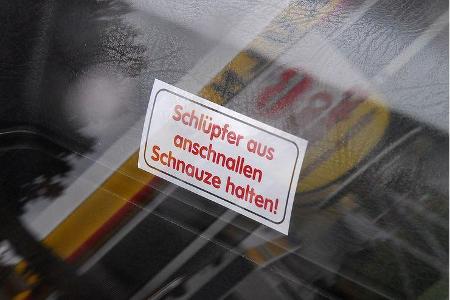 Schlüpfer aus
anschnallen
Schnauze halten!